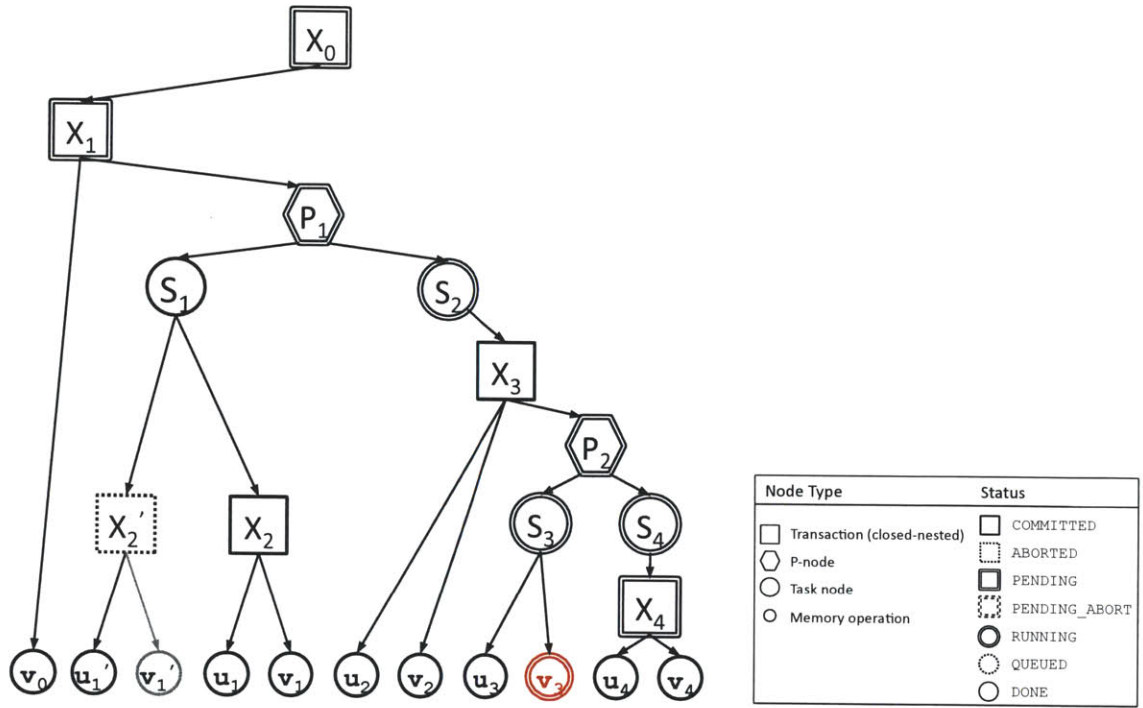 X₀
X₁
P₁
S₁ S₂
X₃
P₂
X₂′ X₂ S₃ S₄
X₄
v₀ u₁′ v₁′ u₁ v₁ u₂ v₂ u₃ v₃ u₄ v₄
Node Type Status
Transaction (closed-nested) COMMITTED
P-node ABORTED
Task node PENDING
Memory operation PENDING_ABORT
RUNNING
QUEUED
DONE